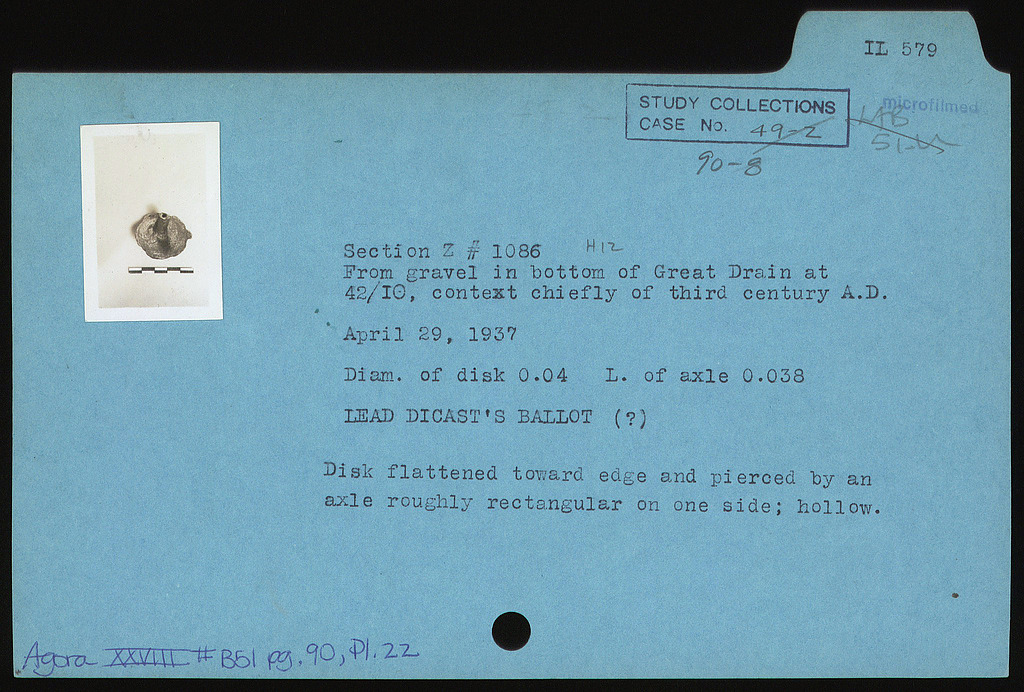 IL 579
microfilmed
STUDY COLLECTIONS
CASE No. 49-2
90-8
Section Z # 1086 H12
From gravel in bottom of Great Drain at
42/ΙΘ, context chiefly of third century A.D.
April 29, 1937
Diam. of disk 0.04 L. of axle 0.038
LEAD DICAST'S BALLOT (?)
Disk flattened toward edge and pierced by an
axle roughly rectangular on one side; hollow.
Agora XXVIII # B51 pg. 90, Pl. 22